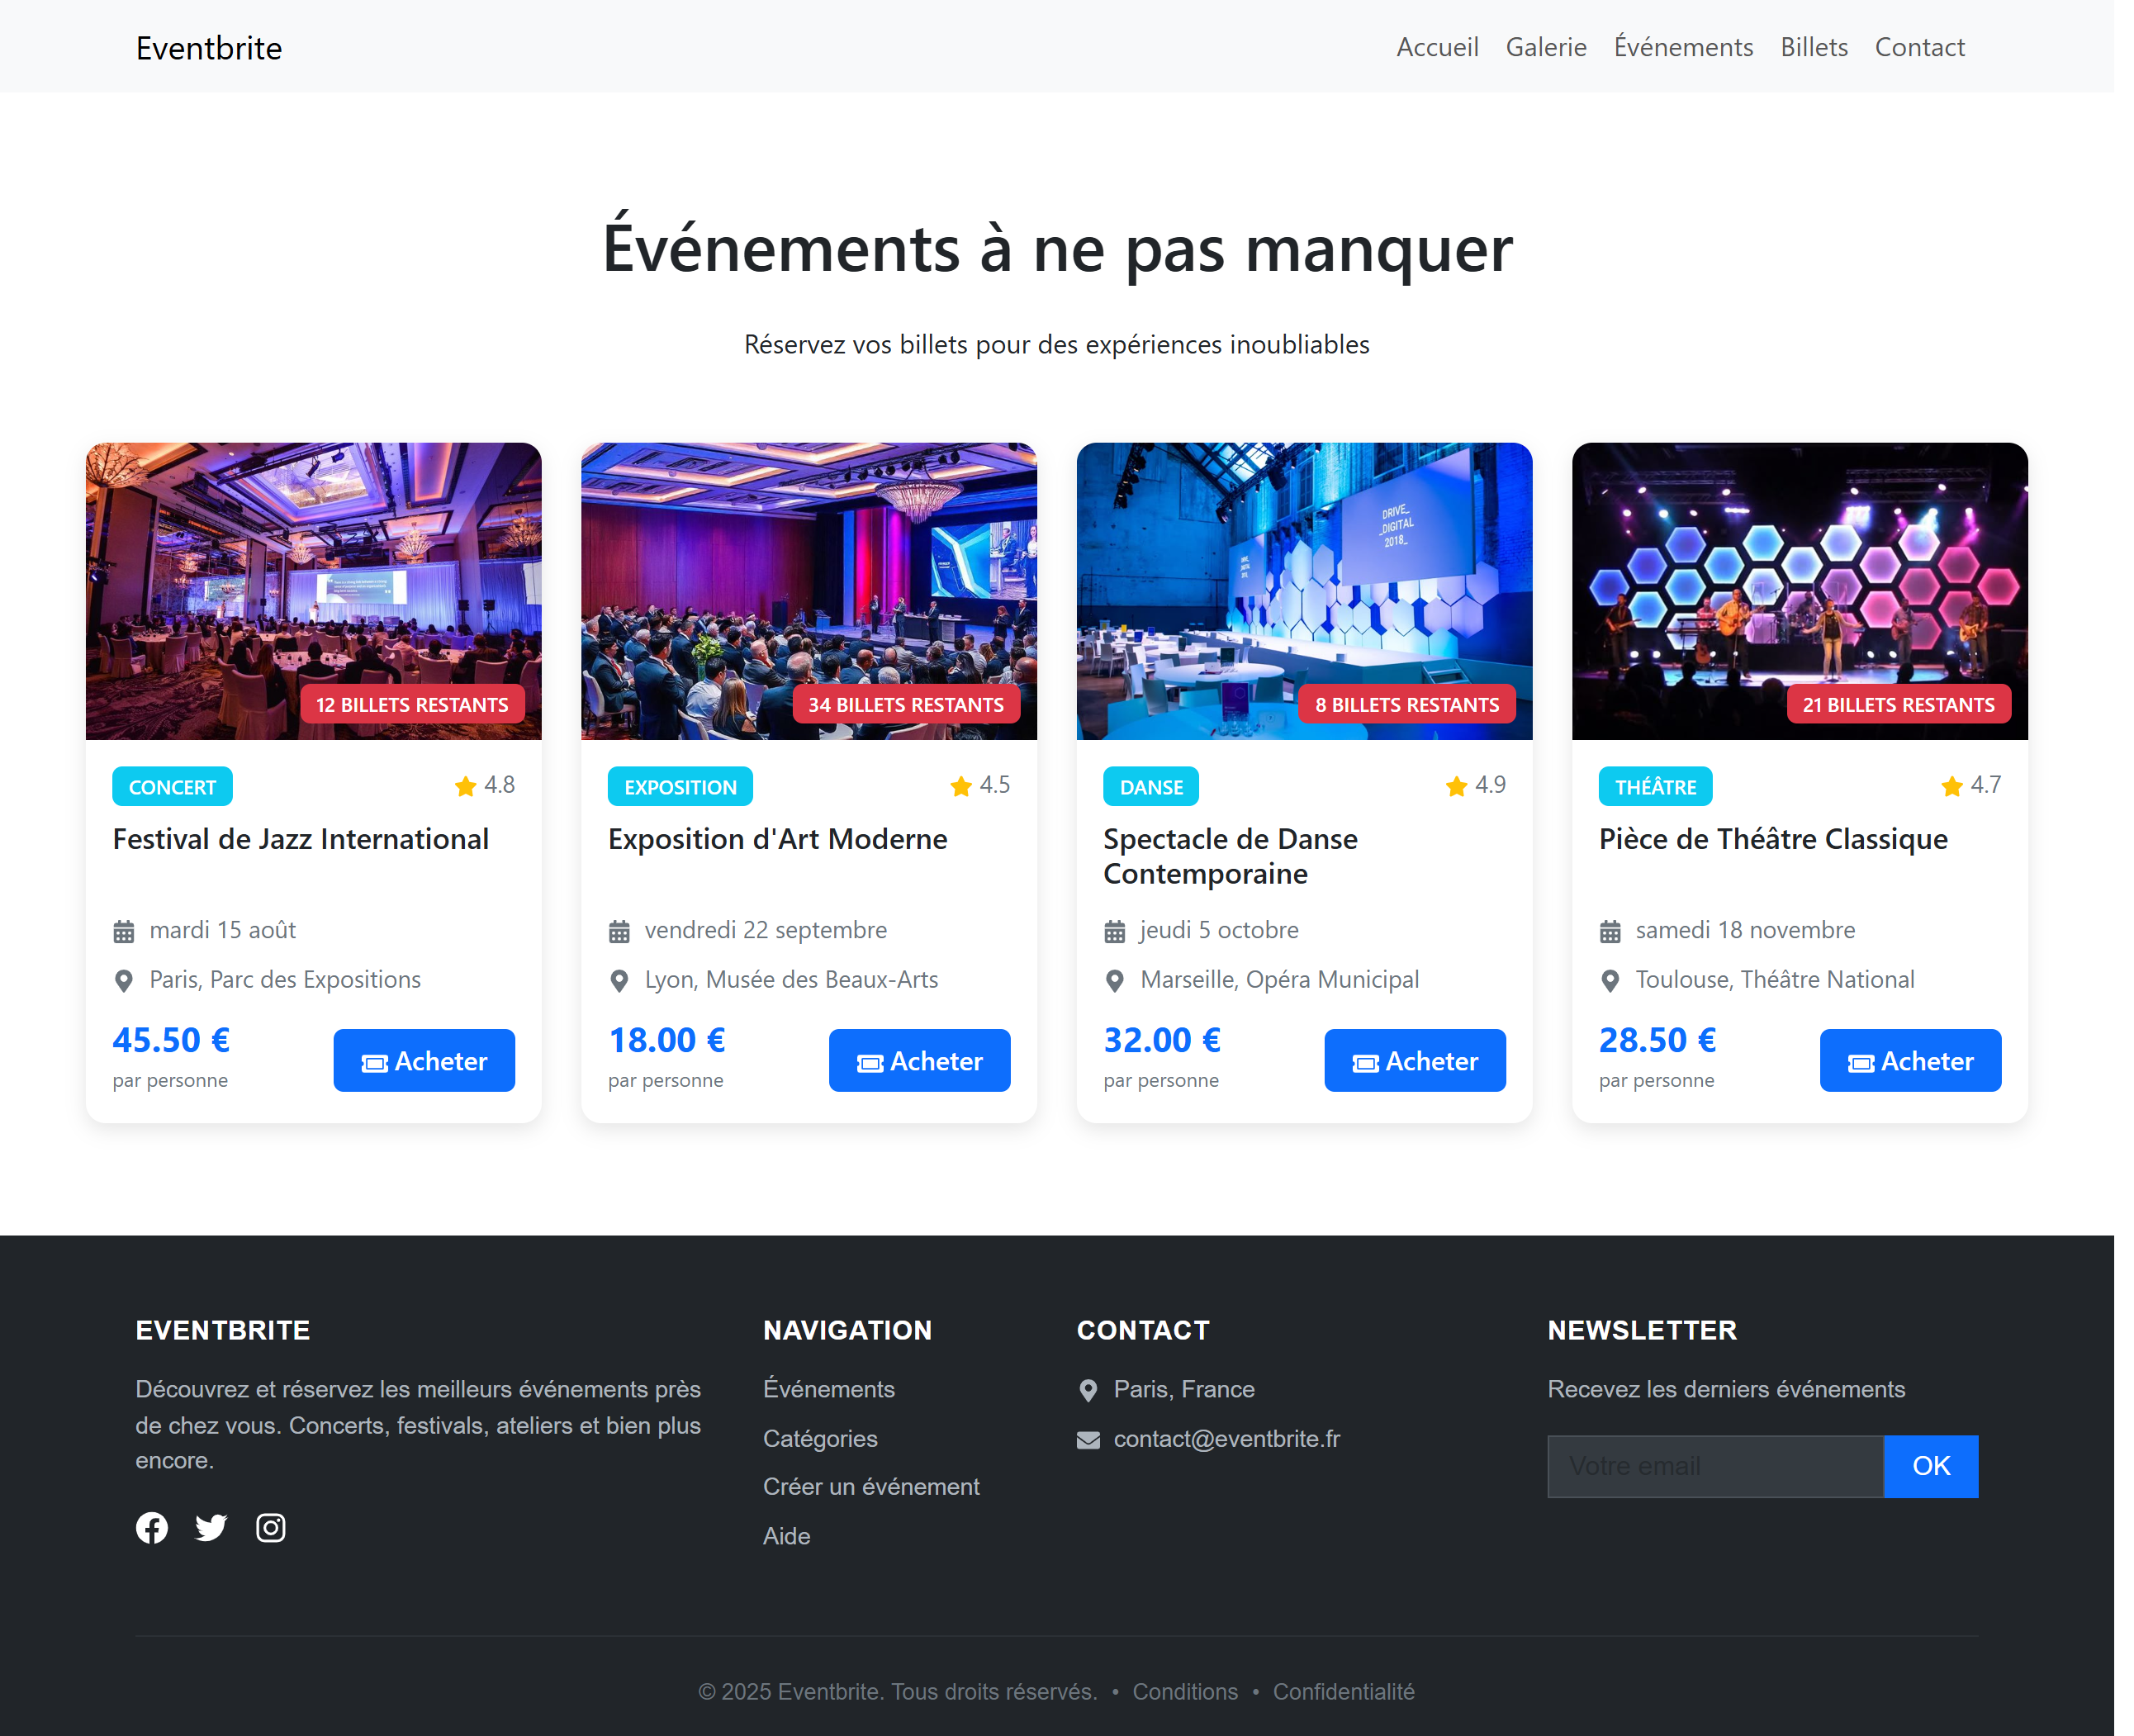 Eventbrite
Accueil Galerie Événements Billets Contact
Événements à ne pas manquer
Réservez vos billets pour des expériences inoubliables
12 BILLETS RESTANTS
CONCERT
4.8
Festival de Jazz International
mardi 15 août
Paris, Parc des Expositions
45.50 €
par personne
Acheter
34 BILLETS RESTANTS
EXPOSITION
4.5
Exposition d'Art Moderne
vendredi 22 septembre
Lyon, Musée des Beaux-Arts
18.00 €
par personne
Acheter
DRIVE_
_DIGITAL
2018_
8 BILLETS RESTANTS
DANSE
4.9
Spectacle de Danse
Contemporaine
jeudi 5 octobre
Marseille, Opéra Municipal
32.00 €
par personne
Acheter
21 BILLETS RESTANTS
THÉÂTRE
4.7
Pièce de Théâtre Classique
samedi 18 novembre
Toulouse, Théâtre National
28.50 €
par personne
Acheter
EVENTBRITE
Découvrez et réservez les meilleurs événements près
de chez vous. Concerts, festivals, ateliers et bien plus
encore.
NAVIGATION
Événements
Catégories
Créer un événement
Aide
CONTACT
Paris, France
contact@eventbrite.fr
NEWSLETTER
Recevez les derniers événements
Votre email
OK
© 2025 Eventbrite. Tous droits réservés. • Conditions • Confidentialité